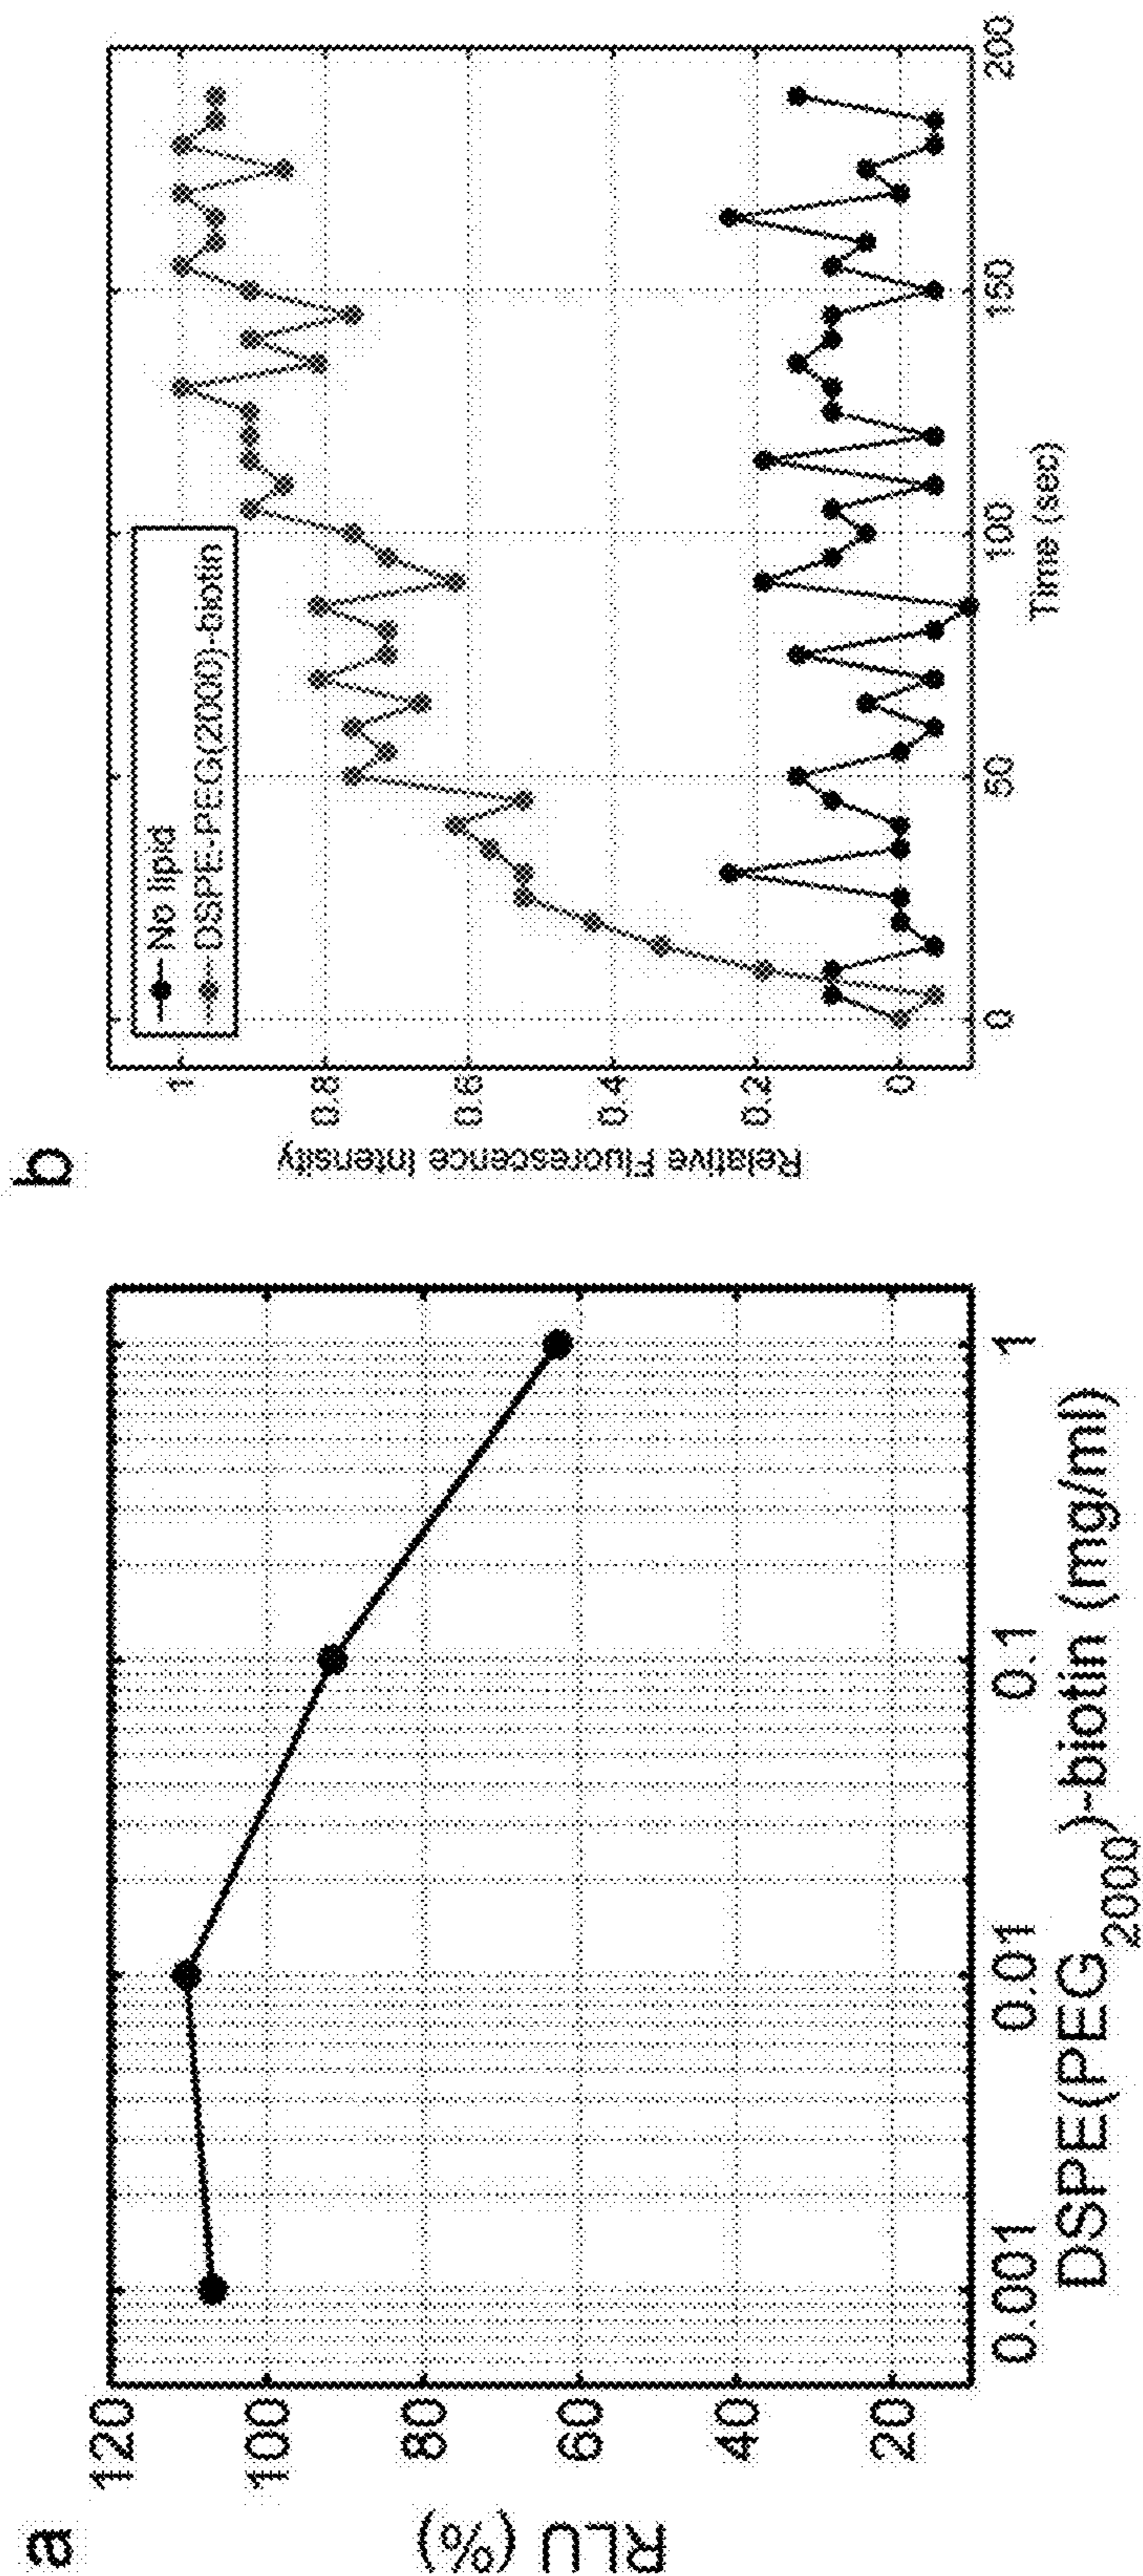 a
RLU (%)
120
100
80
60
40
20
0.001
0.01
0.1
1
DSPE(PEG2000)-biotin (mg/ml)
b
Relative Fluorescence Intensity
1
0.8
0.6
0.4
0.2
0
No lipid
DSPE-PEG(2000)-biotin
0
50
100
150
200
Time (sec)